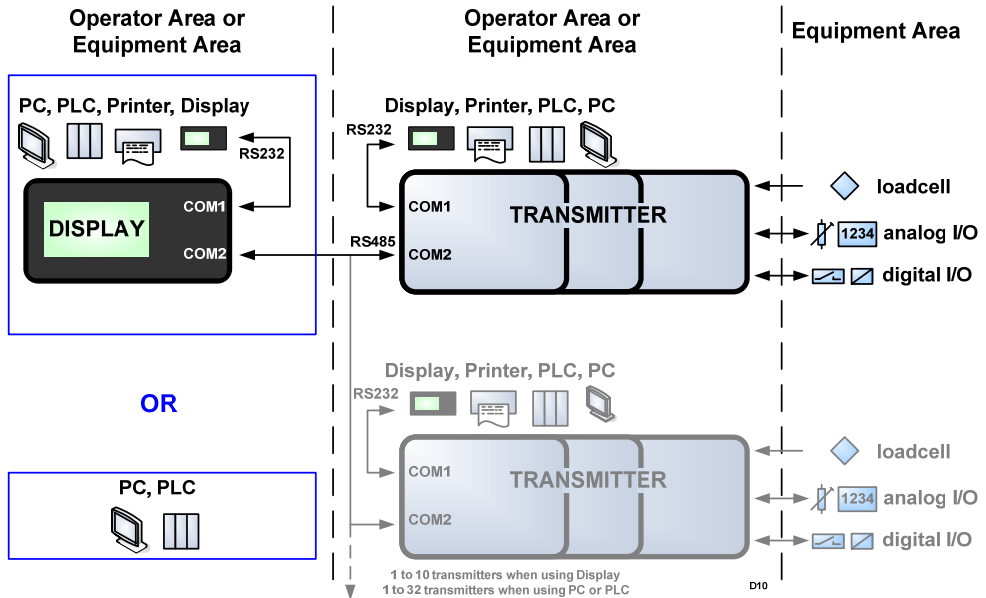 Operator Area or
Equipment Area
Operator Area or
Equipment Area
Equipment Area
PC, PLC, Printer, Display
RS232
DISPLAY
COM1
COM2
RS485
Display, Printer, PLC, PC
RS232
COM1
TRANSMITTER
COM2
loadcell
1234 analog I/O
digital I/O
OR
PC, PLC
Display, Printer, PLC, PC
RS232
COM1
TRANSMITTER
COM2
loadcell
1234 analog I/O
digital I/O
1 to 10 transmitters when using Display
1 to 32 transmitters when using PC or PLC
D10